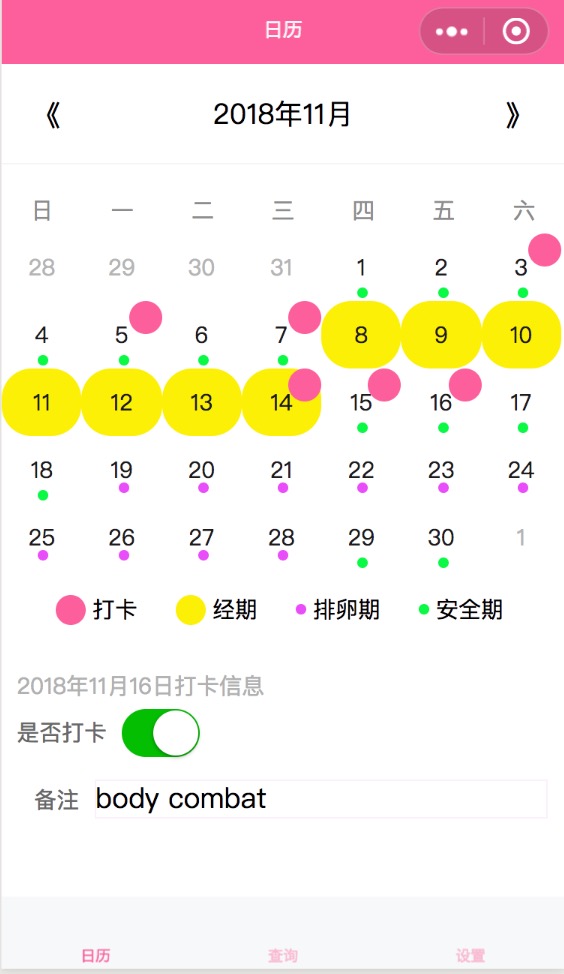 日历
《 2018年11月 》
日 一 二 三 四 五 六
28 29 30 31 1 2 3
4 5 6 7 8 9 10
11 12 13 14 15 16 17
18 19 20 21 22 23 24
25 26 27 28 29 30 1
打卡 经期 排卵期 安全期
2018年11月16日打卡信息
是否打卡
备注 body combat
日历 查询 设置